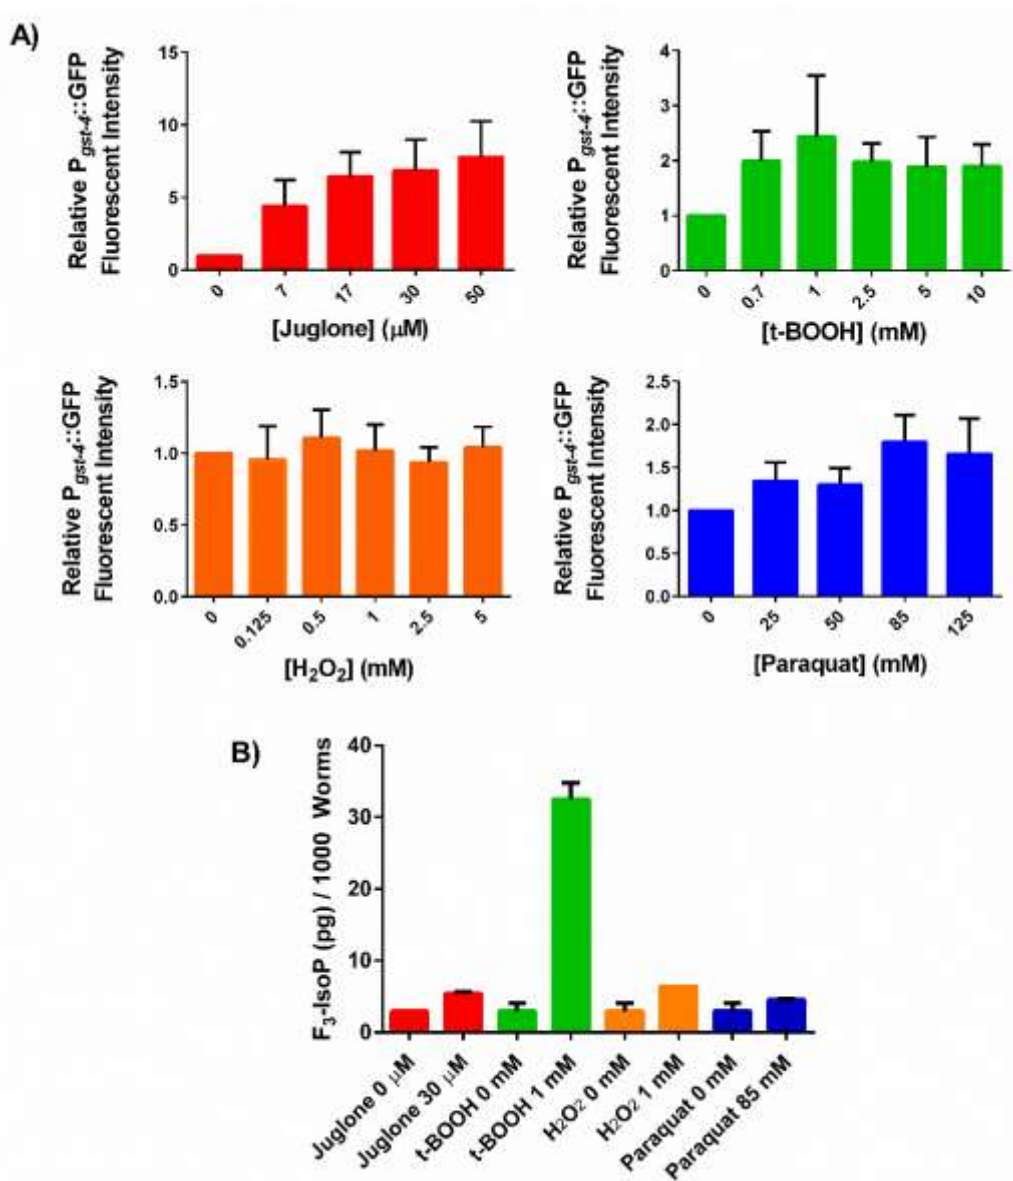 A)
Relative Pgst-4::GFP
Fluorescent Intensity
15
10
5
0
0 7 17 30 50
[Juglone] (μM)
Relative Pgst-4::GFP
Fluorescent Intensity
4
3
2
1
0
0 0.7 1 2.5 5 10
[t-BOOH] (mM)
Relative Pgst-4::GFP
Fluorescent Intensity
1.5
1.0
0.5
0.0
0 0.125 0.5 1 2.5 5
[H₂O₂] (mM)
Relative Pgst-4::GFP
Fluorescent Intensity
2.5
2.0
1.5
1.0
0.5
0.0
0 25 50 85 125
[Paraquat] (mM)
B)
F₃-IsoP (pg) / 1000 Worms
40
30
20
10
0
Juglone 0 μM
Juglone 30 μM
t-BOOH 0 mM
t-BOOH 1 mM
H₂O₂ 0 mM
H₂O₂ 1 mM
Paraquat 0 mM
Paraquat 85 mM